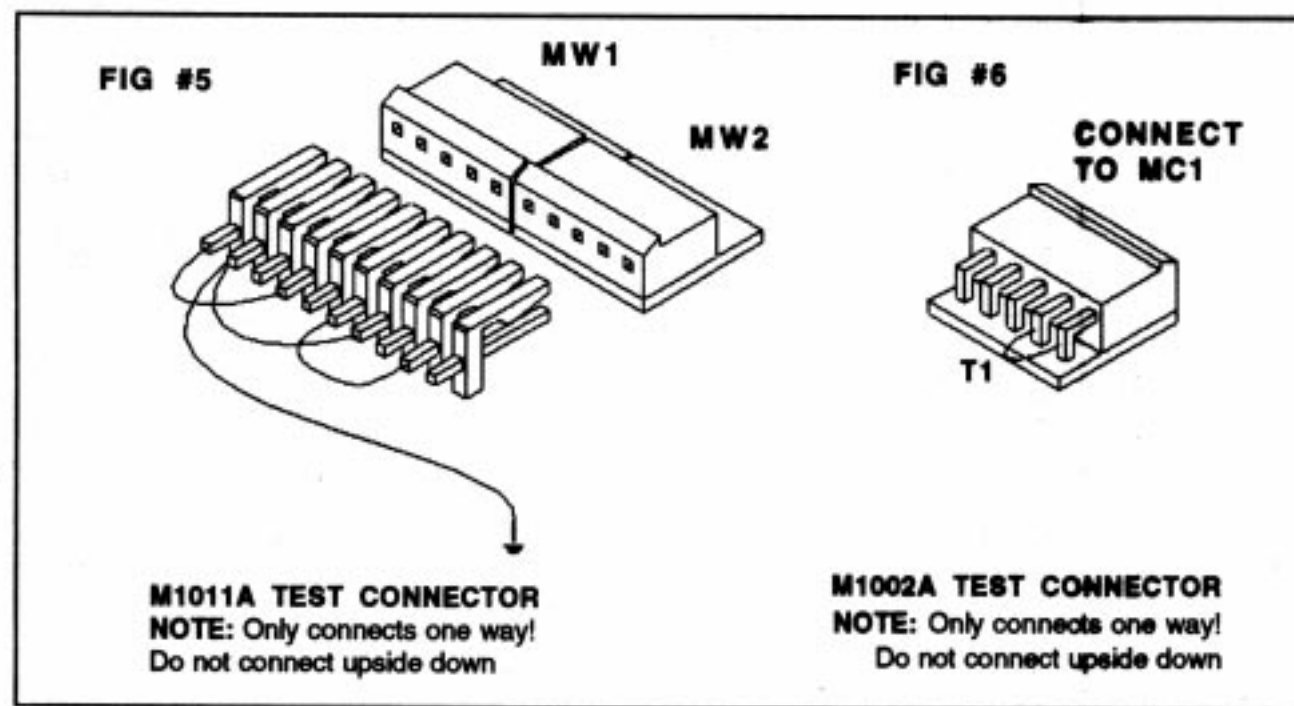 FIG #5
MW1
MW2
M1011A TEST CONNECTOR
NOTE: Only connects one way!
Do not connect upside down
FIG #6
CONNECT
TO MC1
T1
M1002A TEST CONNECTOR
NOTE: Only connects one way!
Do not connect upside down